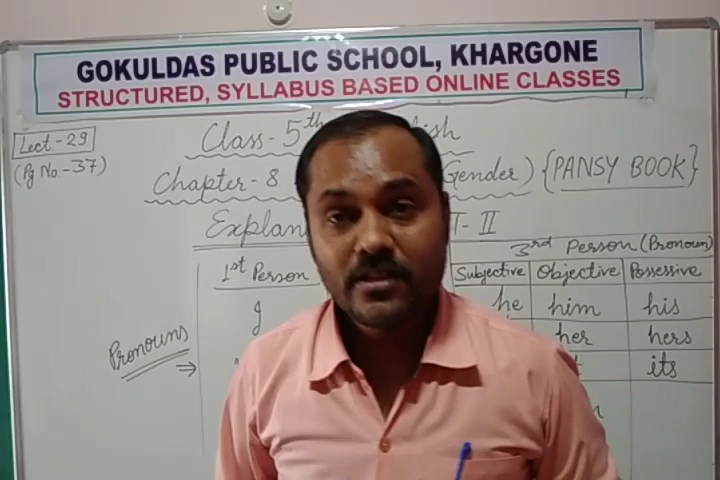 GOKULDAS PUBLIC SCHOOL, KHARGONE
STRUCTURED, SYLLABUS BASED ONLINE CLASSES
Lect.-29
Class-5th
(Pg No.-37)
Chapter-8 Gender) {PANSY BOOK}
II
3rd Person (Pronoun)
1st Person
Subjective Objective Possessive
I he him his
Pronouns
her hers
its